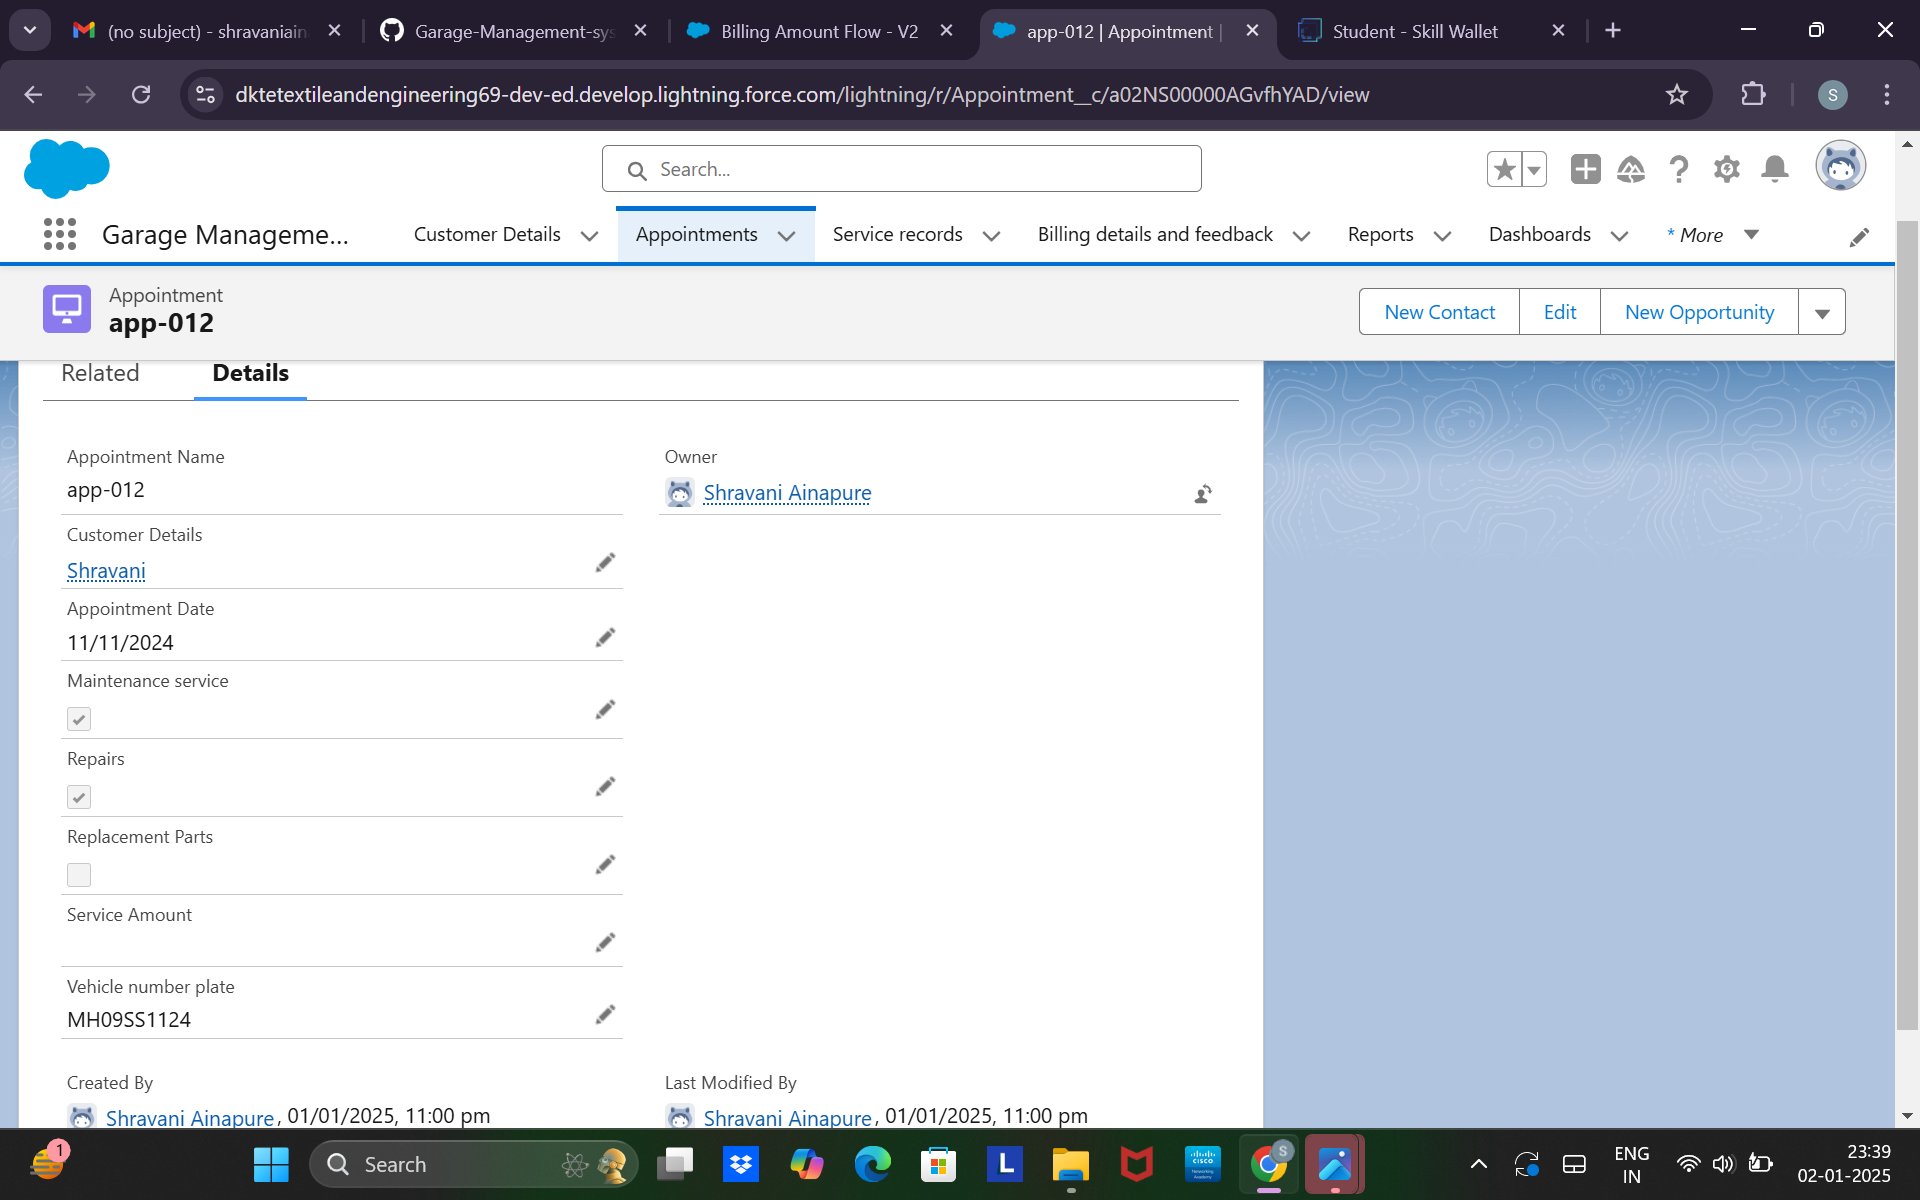 (no subject) - shravaniain
Garage-Management-sys
Billing Amount Flow - V2
app-012 | Appointment |
Student - Skill Wallet
dktetextileandengineering69-dev-ed.develop.lightning.force.com/lightning/r/Appointment__c/a02NS00000AGvfhYAD/view
S
Search...
Garage Manageme...
Customer Details
Appointments
Service records
Billing details and feedback
Reports
Dashboards
* More
Appointment
app-012
New Contact
Edit
New Opportunity
Related
Details
Appointment Name
app-012
Owner
Shravani Ainapure
Customer Details
Shravani
Appointment Date
11/11/2024
Maintenance service
Repairs
Replacement Parts
Service Amount
Vehicle number plate
MH09SS1124
Created By
Shravani Ainapure, 01/01/2025, 11:00 pm
Last Modified By
Shravani Ainapure, 01/01/2025, 11:00 pm
1
Search
L
CISCO
S
ENG
IN
23:39
02-01-2025